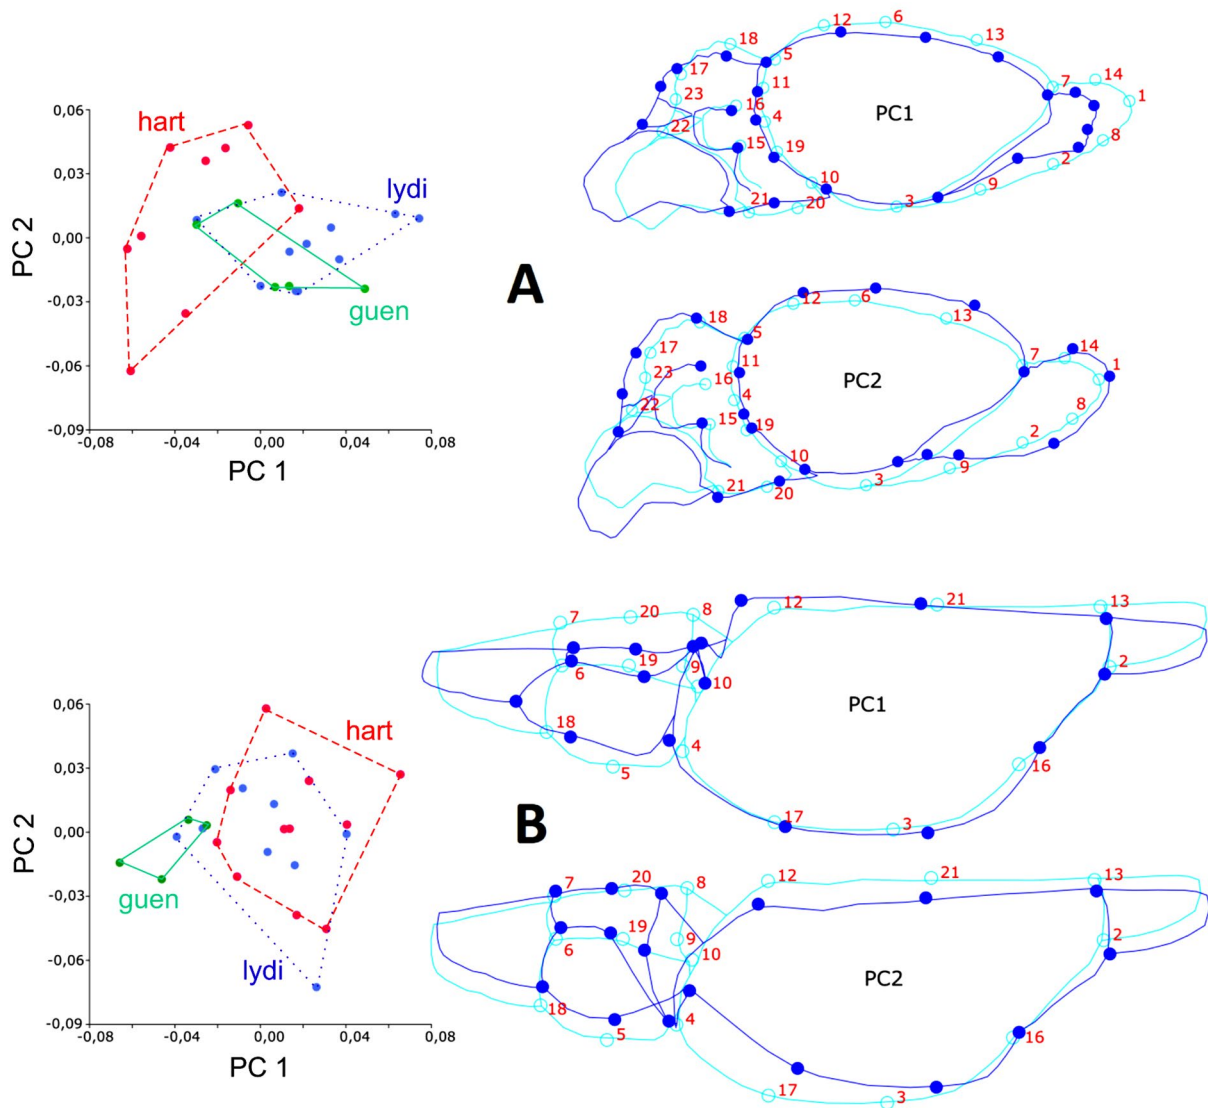 0,06
0,03
0,00
-0,03
-0,06
-0,09
PC 2
hart
lydi
guen
-0,08 -0,04 0,00 0,04 0,08
PC 1
A
12 6 13
18 5
17 11 7 14 1
23 16 4 PC1
22 8
15 19 2
10 9
21 20 3
18 12 6 13
5
17 11 7 14
23 16 PC2 1
22 4 8
15 19 2
10 9
21 20 3
0,06
0,03
0,00
-0,03
-0,06
-0,09
PC 2
hart
guen
lydi
-0,08 -0,04 0,00 0,04 0,08
PC 1
B
7 20 8 12 21 13
6 19 9 2
10 PC1
18 4
5 16
17 3
7 20 8 12 21 13
6 19 9 2
10 PC2
18
5 4 16
17 3